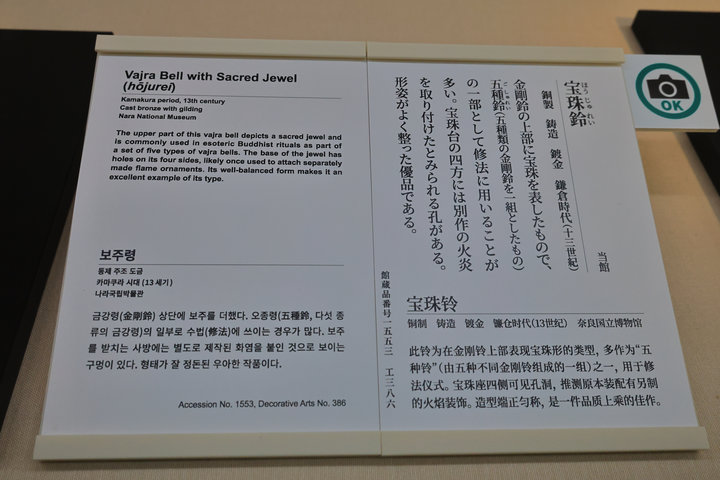 Vajra Bell with Sacred Jewel
(hōjurei)
Kamakura period, 13th century
Cast bronze with gilding
Nara National Museum
The upper part of this vajra bell depicts a sacred jewel and
is commonly used in esoteric Buddhist rituals as part of
a set of five types of vajra bells. The base of the jewel has
holes on its four sides, likely once used to attach separately
made flame ornaments. Its well-balanced form makes it an
excellent example of its type.
보주령
동제 주조 도금
카마쿠라 시대 (13 세기)
나라국립박물관
금강령(金剛鈴) 상단에 보주를 더했다. 오종령(五種鈴, 다섯 종
류의 금강령)의 일부로 수법(修法)에 쓰이는 경우가 많다. 보주
를 받치는 사방에는 별도로 제작된 화염을 붙인 것으로 보이는
구멍이 있다. 형태가 잘 정돈된 우아한 작품이다.
Accession No. 1553, Decorative Arts No. 386
宝珠鈴
ほうじゅれい
銅製 鋳造 鍍金 鎌倉時代(十三世紀)
当館
金剛鈴の上部に宝珠を表したもので、
五種鈴(五種類の金剛鈴を一組としたもの)
ごしゅれい
の一部として修法に用いることが
多い。宝珠台の四方には別作の火炎
を取り付けたとみられる孔がある。
形姿がよく整った優品である。
館蔵品番号一五五三 工三八六
宝珠铃
铜制 铸造 镀金 镰仓时代(13世纪) 奈良国立博物馆
此铃为在金刚铃上部表现宝珠形的类型, 多作为“五
种铃”(由五种不同金刚铃组成的一组)之一, 用于修
法仪式。宝珠座四侧可见孔洞, 推测原本装配有另制
的火焰装饰。造型端正匀称, 是一件品质上乘的佳作。
OK